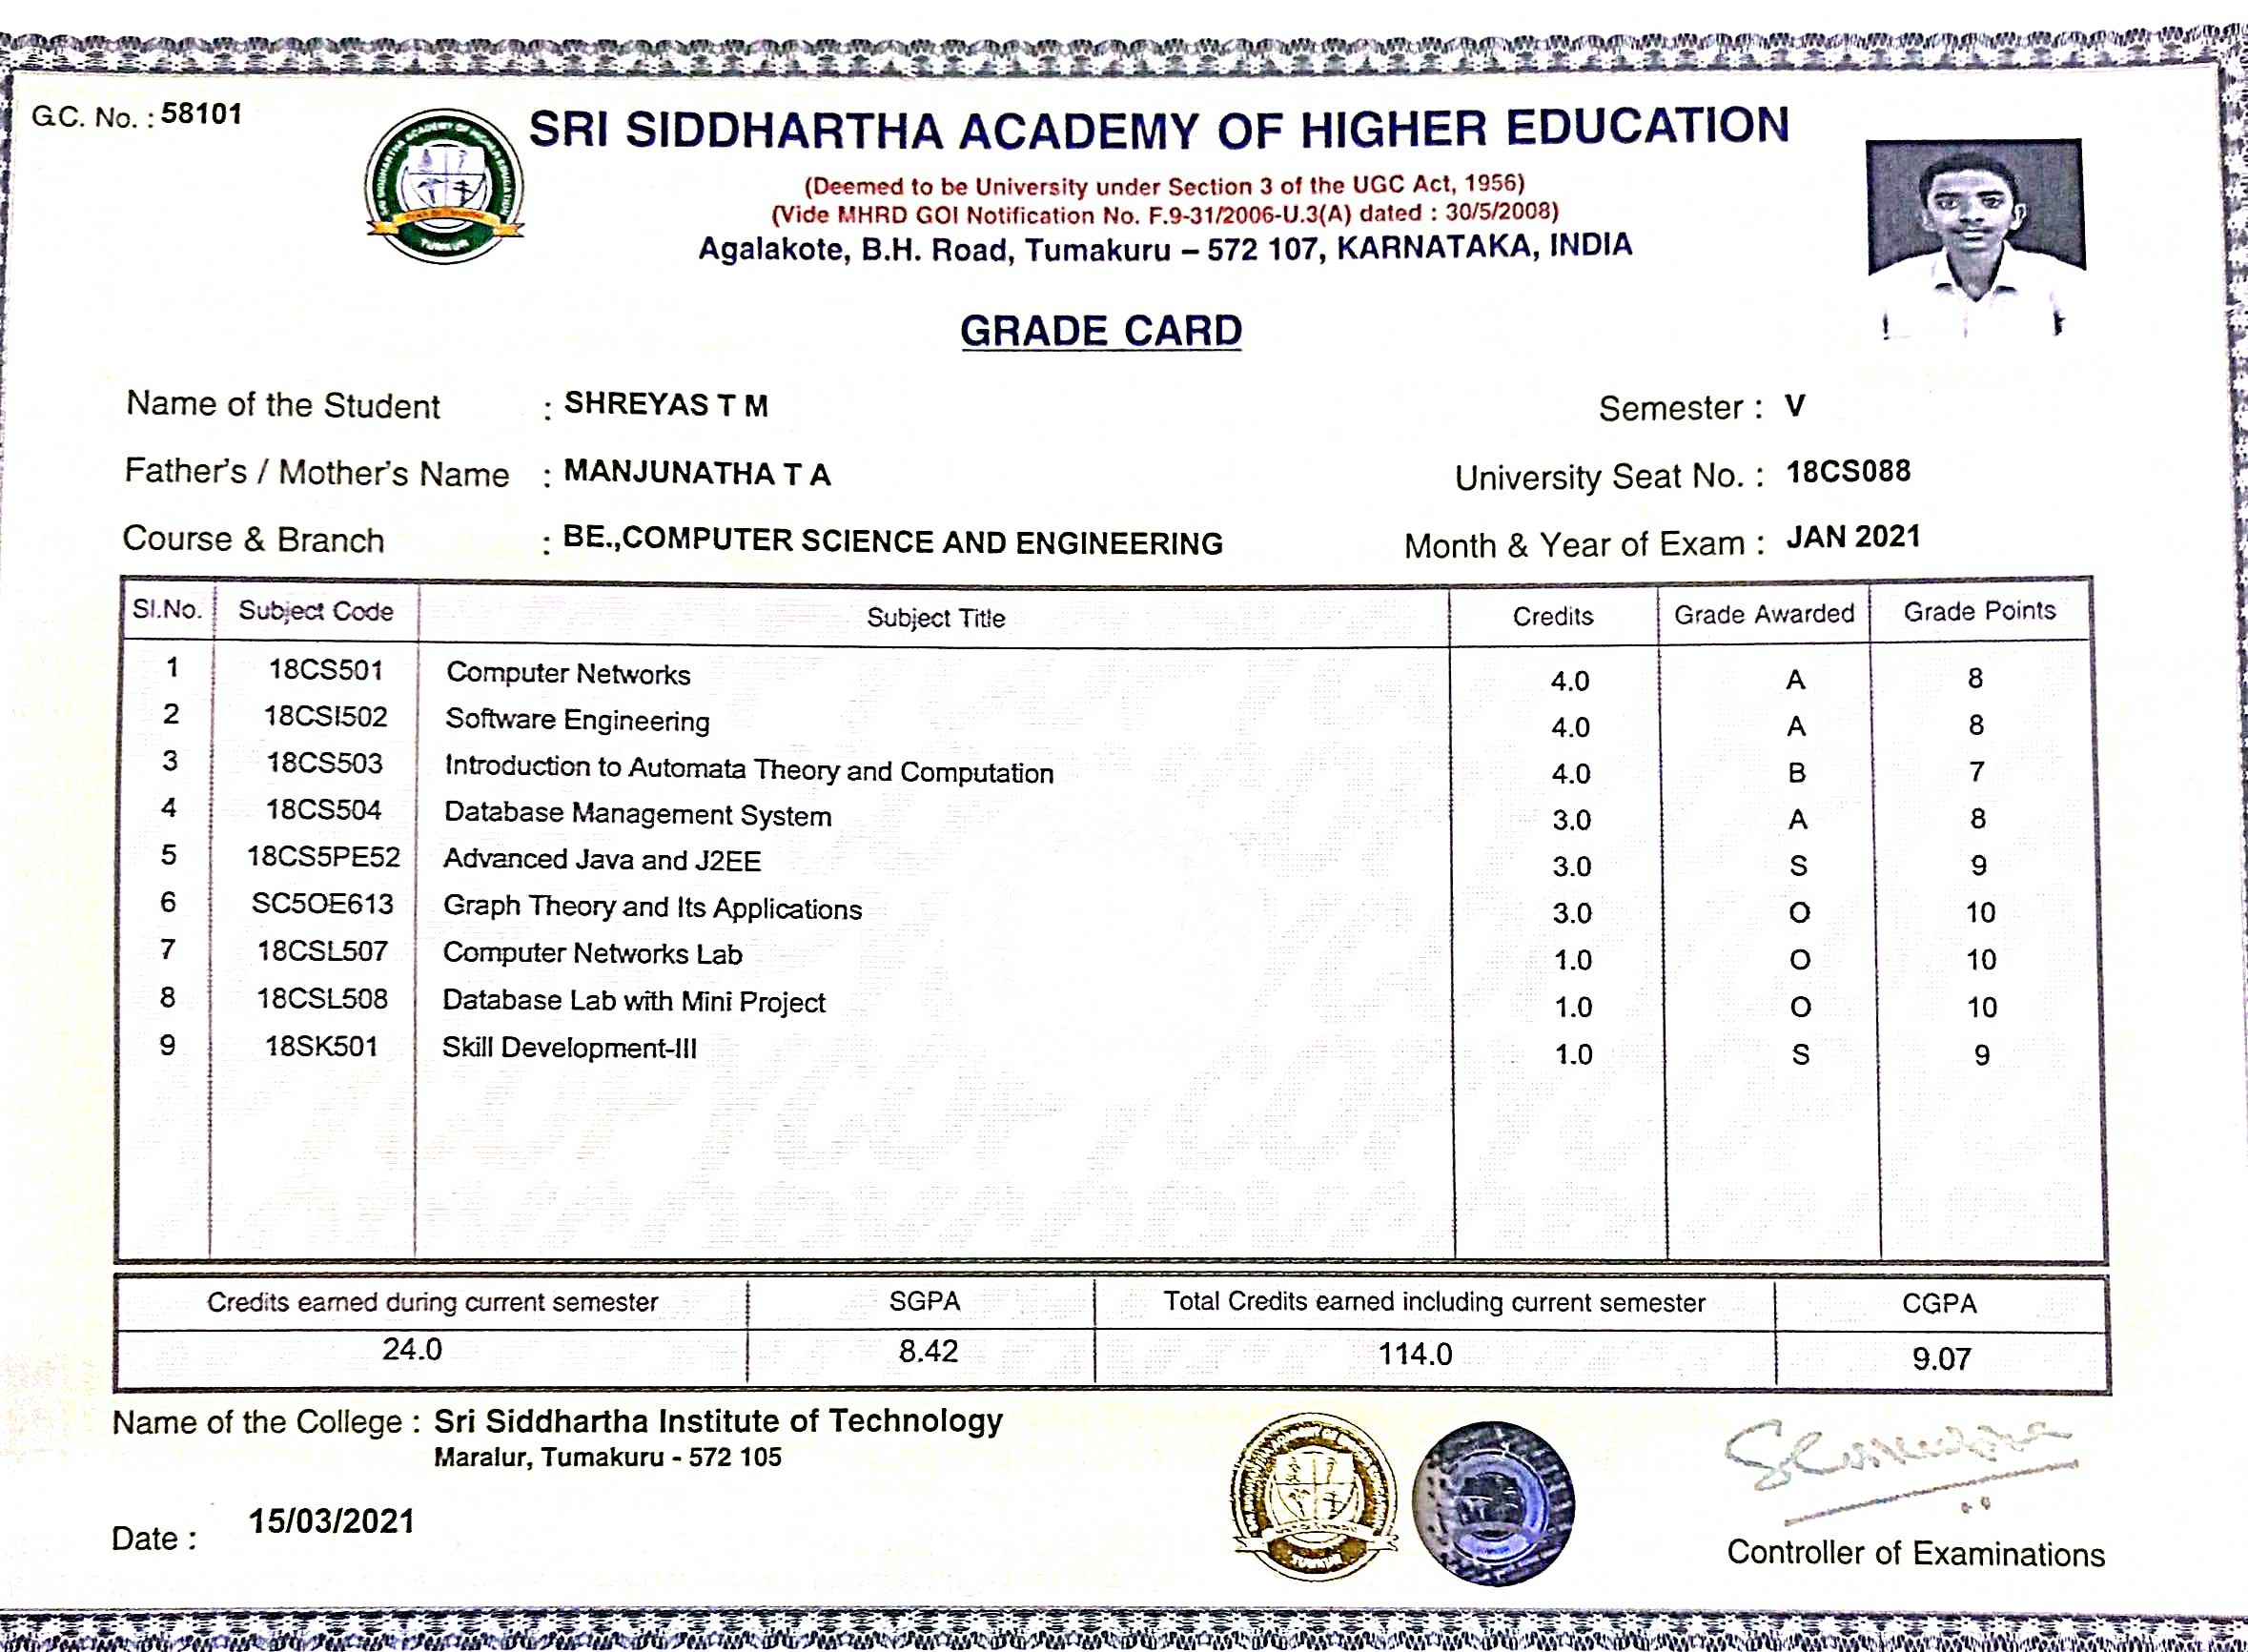 G.C. No. : 58101
SRI SIDDHARTHA ACADEMY OF HIGHER EDUCATION
(Deemed to be University under Section 3 of the UGC Act, 1956)
(Vide MHRD GOI Notification No. F.9-31/2006-U.3(A) dated : 30/5/2008)
Agalakote, B.H. Road, Tumakuru – 572 107, KARNATAKA, INDIA
SRI SIDDHARTHA ACADEMY OF HIGHER EDUCATION
TUMKUR
GRADE CARD
Name of the Student : SHREYAS T M Semester : V
Father's / Mother's Name : MANJUNATHA T A University Seat No. : 18CS088
Course & Branch : BE.,COMPUTER SCIENCE AND ENGINEERING Month & Year of Exam : JAN 2021
Sl.No. Subject Code Subject Title Credits Grade Awarded Grade Points
1 18CS501 Computer Networks 4.0 A 8
2 18CSI502 Software Engineering 4.0 A 8
3 18CS503 Introduction to Automata Theory and Computation 4.0 B 7
4 18CS504 Database Management System 3.0 A 8
5 18CS5PE52 Advanced Java and J2EE 3.0 S 9
6 SC5OE613 Graph Theory and Its Applications 3.0 O 10
7 18CSL507 Computer Networks Lab 1.0 O 10
8 18CSL508 Database Lab with Mini Project 1.0 O 10
9 18SK501 Skill Development-III 1.0 S 9
Credits earned during current semester SGPA Total Credits earned including current semester CGPA
24.0 8.42 114.0 9.07
Name of the College : Sri Siddhartha Institute of Technology
Maralur, Tumakuru - 572 105
Date : 15/03/2021
TUMKUR
Controller of Examinations